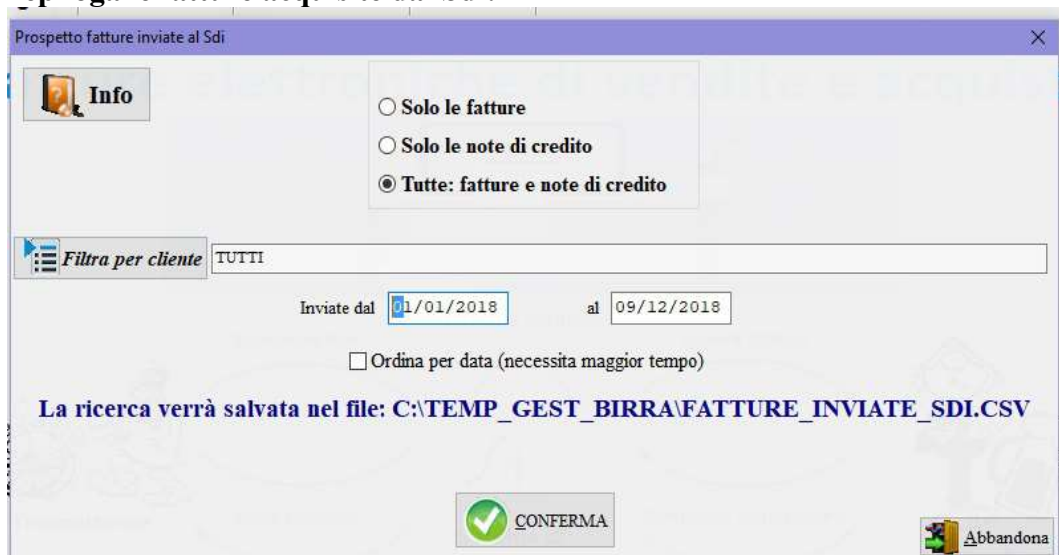 Prospetto fatture inviate al Sdi
Info
Solo le fatture
Solo le note di credito
Tutte: fatture e note di credito
Filtra per cliente TUTTI
Inviate dal 01/01/2018 al 09/12/2018
Ordina per data (necessita maggior tempo)
La ricerca verrà salvata nel file: C:\TEMP_GEST_BIRRA\FATTURE_INVIATE_SDI.CSV
CONFERMA
Abbandona